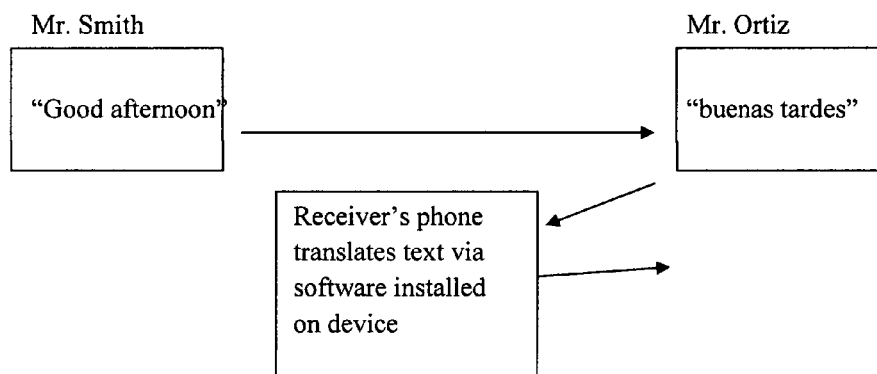 Mr. Smith
Mr. Ortiz
“Good afternoon”
“buenas tardes”
Receiver’s phone
translates text via
software installed
on device